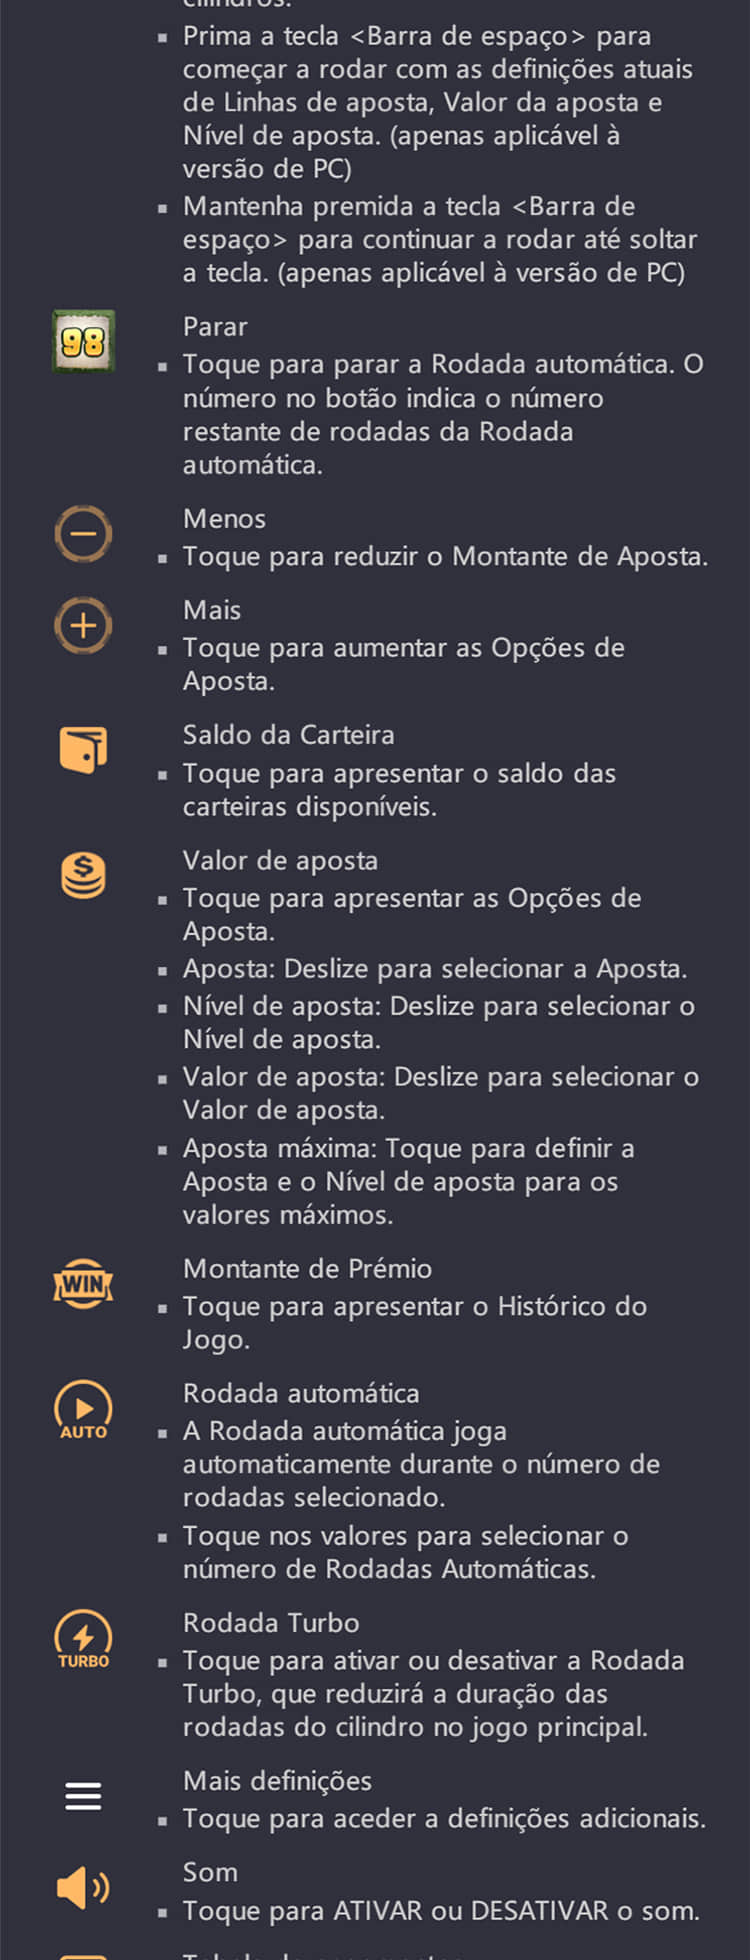 cilindros.
Prima a tecla <Barra de espaço> para
começar a rodar com as definições atuais
de Linhas de aposta, Valor da aposta e
Nível de aposta. (apenas aplicável à
versão de PC)
Mantenha premida a tecla <Barra de
espaço> para continuar a rodar até soltar
a tecla. (apenas aplicável à versão de PC)
98
Parar
Toque para parar a Rodada automática. O
número no botão indica o número
restante de rodadas da Rodada
automática.
Menos
Toque para reduzir o Montante de Aposta.
Mais
Toque para aumentar as Opções de
Aposta.
Saldo da Carteira
Toque para apresentar o saldo das
carteiras disponíveis.
Valor de aposta
Toque para apresentar as Opções de
Aposta.
Aposta: Deslize para selecionar a Aposta.
Nível de aposta: Deslize para selecionar o
Nível de aposta.
Valor de aposta: Deslize para selecionar o
Valor de aposta.
Aposta máxima: Toque para definir a
Aposta e o Nível de aposta para os
valores máximos.
WIN
Montante de Prémio
Toque para apresentar o Histórico do
Jogo.
AUTO
Rodada automática
A Rodada automática joga
automaticamente durante o número de
rodadas selecionado.
Toque nos valores para selecionar o
número de Rodadas Automáticas.
TURBO
Rodada Turbo
Toque para ativar ou desativar a Rodada
Turbo, que reduzirá a duração das
rodadas do cilindro no jogo principal.
Mais definições
Toque para aceder a definições adicionais.
Som
Toque para ATIVAR ou DESATIVAR o som.